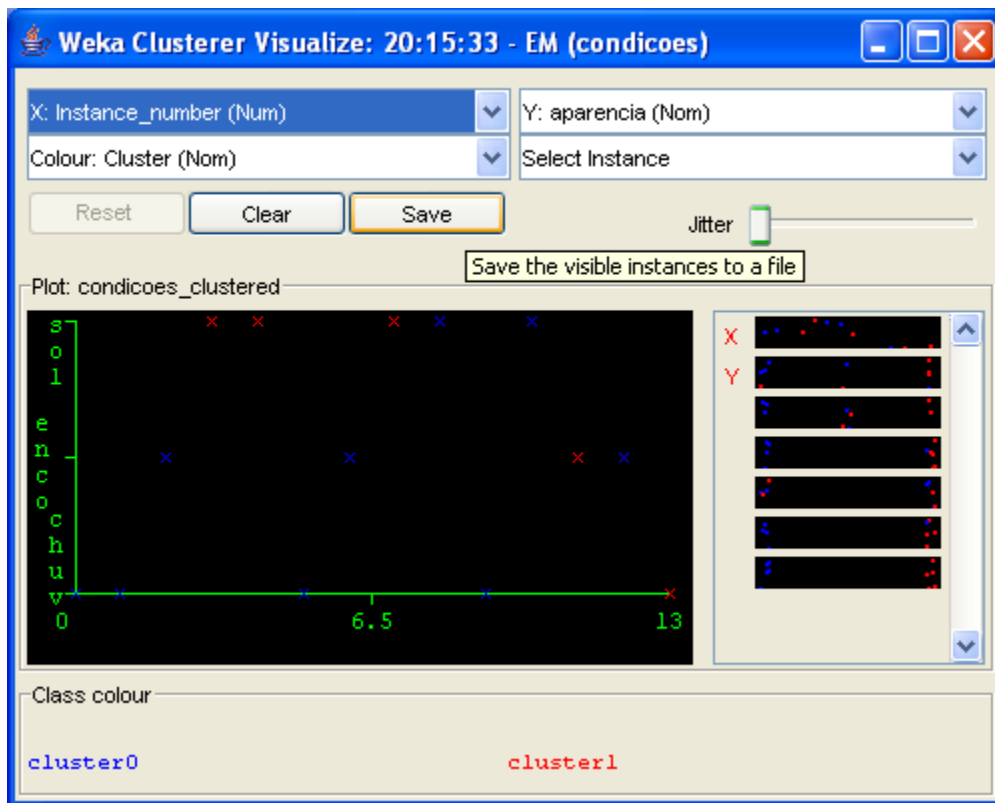 Weka Clusterer Visualize: 20:15:33 - EM (condicoes)
X: Instance_number (Num)
Y: aparencia (Nom)
Colour: Cluster (Nom)
Select Instance
Reset
Clear
Save
Jitter
Save the visible instances to a file
Plot: condicoes_clustered
sol
enco
chuv
0
6.5
13
X
Y
Class colour
cluster0
cluster1